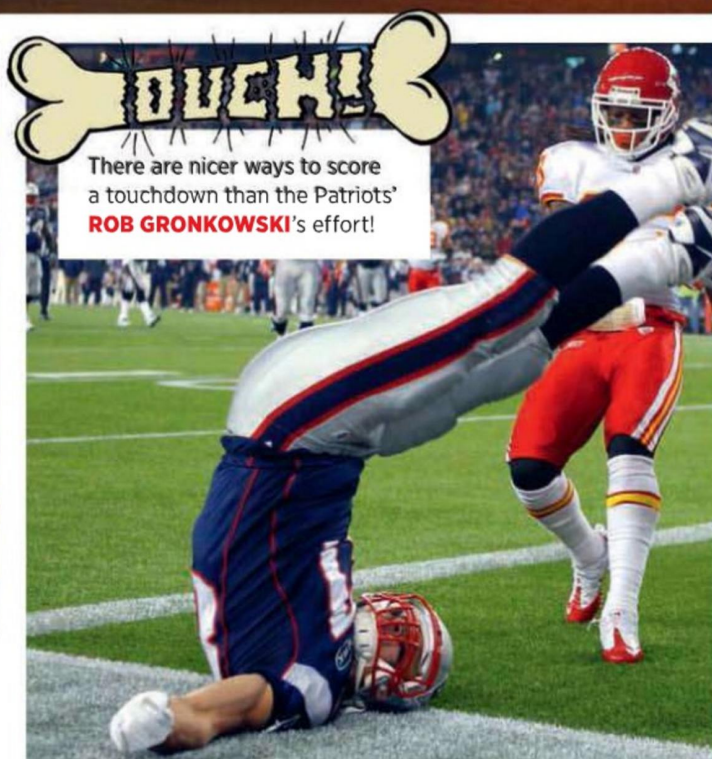 OUCH!
There are nicer ways to score
a touchdown than the Patriots'
ROB GRONKOWSKI's effort!